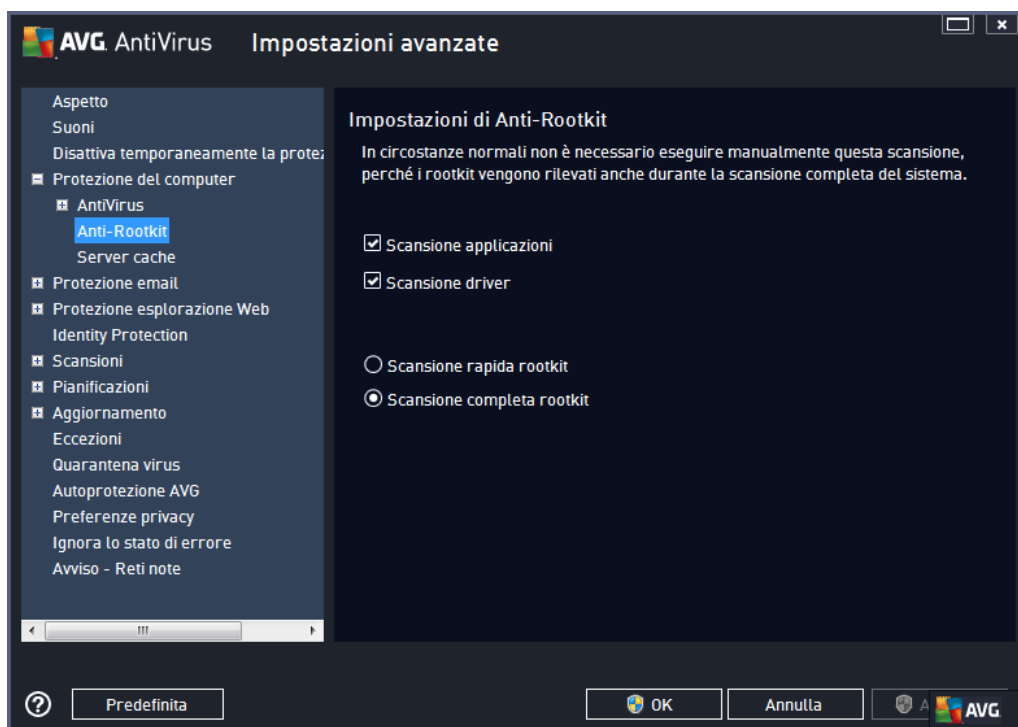 AVG. AntiVirus Impostazioni avanzate
Aspetto
Suoni
Disattiva temporaneamente la
Protezione del computer
AntiVirus
Anti-Rootkit
Server cache
Protezione email
Protezione esplorazione Web
Identity Protection
Scansioni
Pianificazioni
Aggiornamento
Eccezioni
Quarantena virus
Autoprotezione AVG
Preferenze privacy
Ignora lo stato di errore
Avviso - Reti note
Impostazioni di Anti-Rootkit
In circostanze normali non è necessario eseguire manualmente questa scansione,
perché i rootkit vengono rilevati anche durante la scansione completa del sistema.
Scansione applicazioni
Scansione driver
Scansione rapida rootkit
Scansione completa rootkit
Predefinita
OK
Annulla
AVG